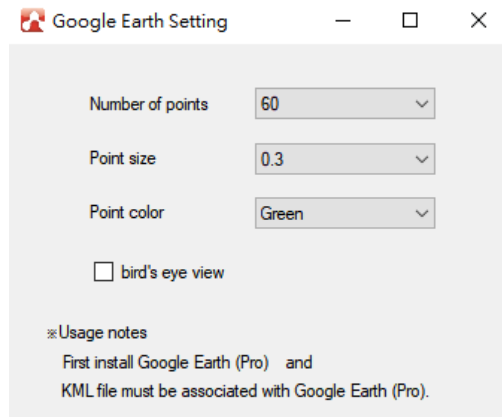 Google Earth Setting
Number of points 60
Point size 0.3
Point color Green
bird's eye view
※Usage notes
First install Google Earth (Pro) and
KML file must be associated with Google Earth (Pro).